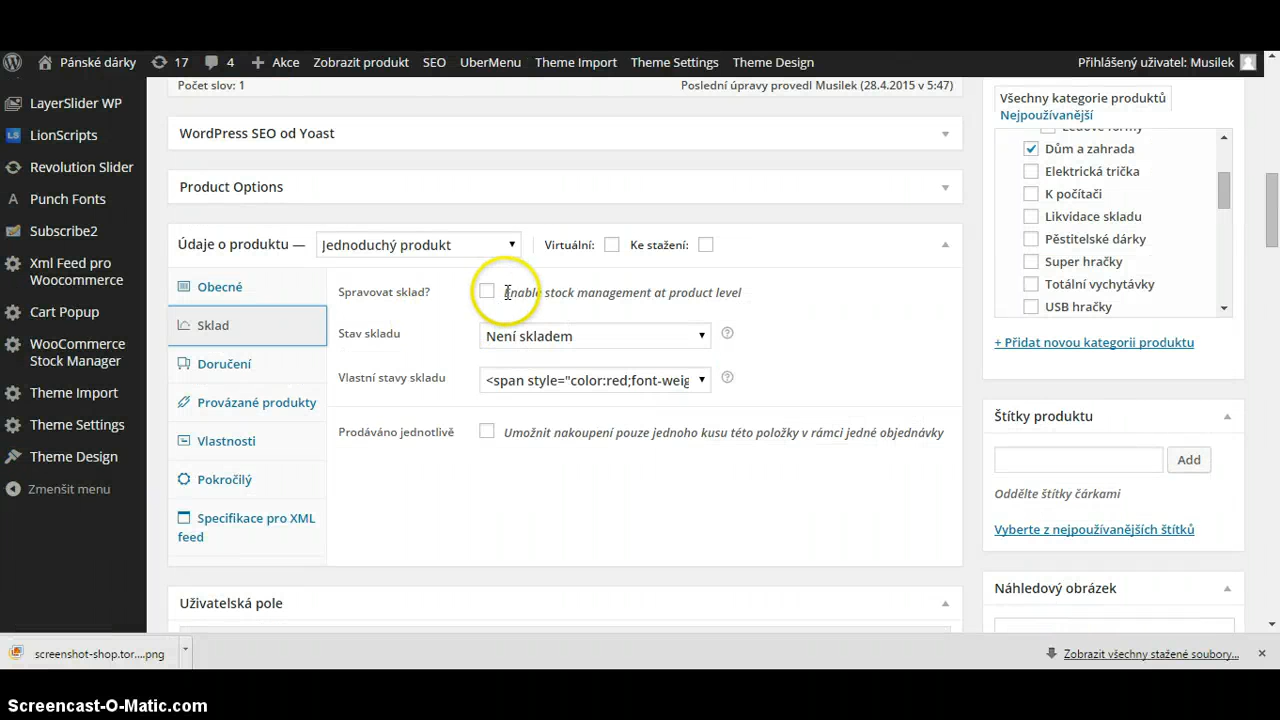 Pánské dárky
17
4
Akce
Zobrazit produkt
SEO
UberMenu
Theme Import
Theme Settings
Theme Design
Přihlášený uživatel: Musilek
LayerSlider WP
LionScripts
Revolution Slider
Punch Fonts
Subscribe2
Xml Feed pro
Woocommerce
Cart Popup
WooCommerce
Stock Manager
Theme Import
Theme Settings
Theme Design
Zmenšit menu
Počet slov: 1
Poslední úpravy provedl Musilek (28.4.2015 v 5:47)
WordPress SEO od Yoast
Product Options
Údaje o produktu —
Jednoduchý produkt
Virtuální:
Ke stažení:
Obecné
Sklad
Doručení
Provázané produkty
Vlastnosti
Pokročilý
Specifikace pro XML
feed
Spravovat sklad?
Enable stock management at product level
Stav skladu
Není skladem
Vlastní stavy skladu
<span style="color:red;font-weig
Prodáváno jednotlivě
Umožnit nakoupení pouze jednoho kusu této položky v rámci jedné objednávky
Uživatelská pole
Všechny kategorie produktů
Nejpoužívanější
Ledové formy
Dům a zahrada
Elektrická trička
K počítači
Likvidace skladu
Pěstitelské dárky
Super hračky
Totální vychytávky
USB hračky
+ Přidat novou kategorii produktu
Štítky produktu
Add
Oddělte štítky čárkami
Vyberte z nejpoužívanějších štítků
Náhledový obrázek
screenshot-shop.tor....png
Zobrazit všechny stažené soubory...
Screencast-O-Matic.com